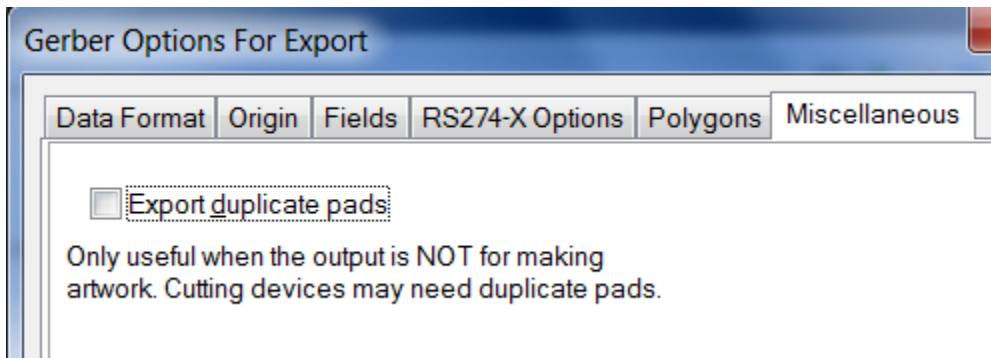 Gerber Options For Export
Data Format Origin Fields RS274-X Options Polygons Miscellaneous
Export duplicate pads
Only useful when the output is NOT for making
artwork. Cutting devices may need duplicate pads.